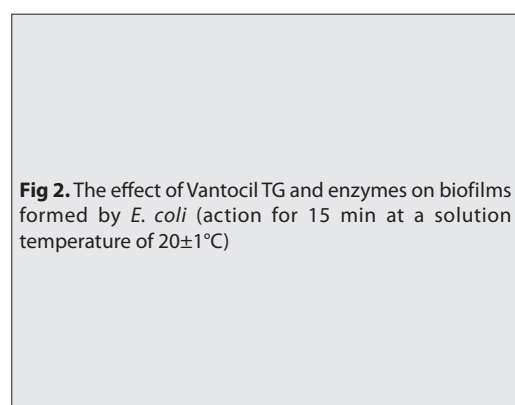 Fig 2. The effect of Vantocil TG and enzymes on biofilms
formed by E. coli (action for 15 min at a solution
temperature of 20±1°C)